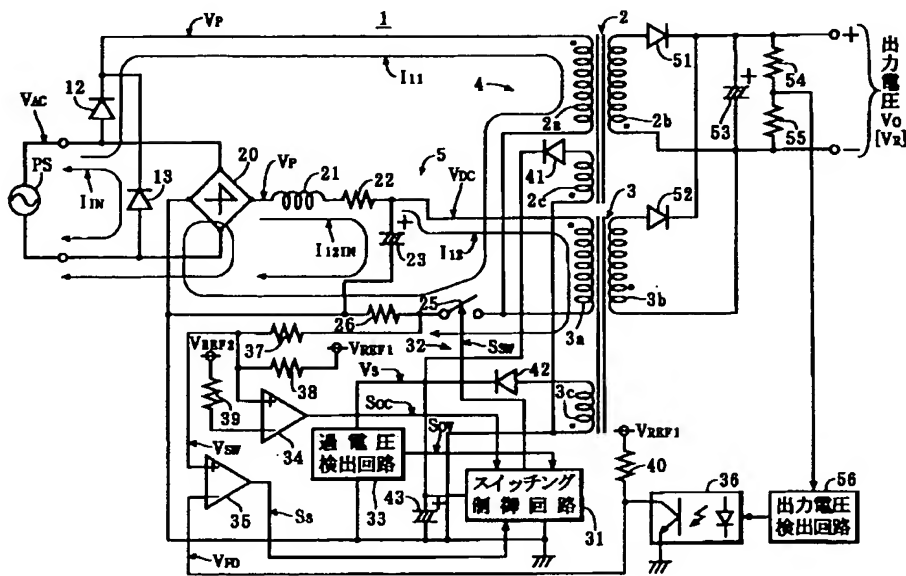 VP
1
2
I11
51
+
12
VAC
4
2a
2b
53
+
54
55
出力電圧
VO
[VR]
−
PS
IIN
13
20
VP
21
22
5
VDC
41
2c
3
52
I12IN
+
23
I12
25
26
3a
3b
37
32
SSW
VREF2
VREF1
38
39
VS
42
SOC
3c
SOV
VREF1
34
過電圧
検出回路
33
43
+
スイッチング
制御回路
31
40
36
56
出力電圧
検出回路
VSW
35
SS
VFD